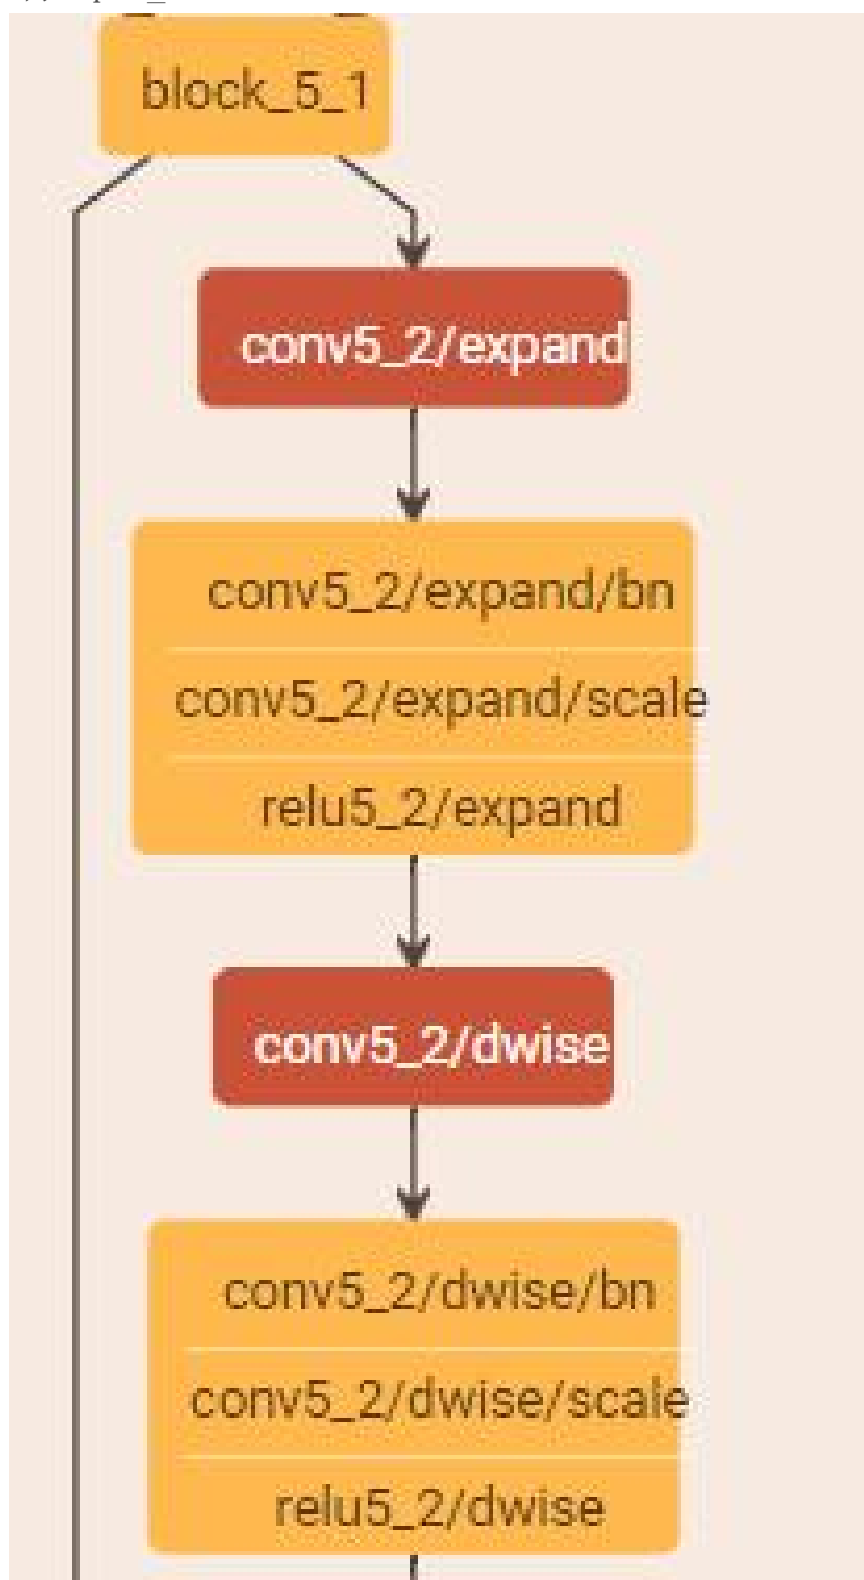 block_5_1
conv5_2/expand
conv5_2/expand/bn
conv5_2/expand/scale
relu5_2/expand
conv5_2/dwise
conv5_2/dwise/bn
conv5_2/dwise/scale
relu5_2/dwise